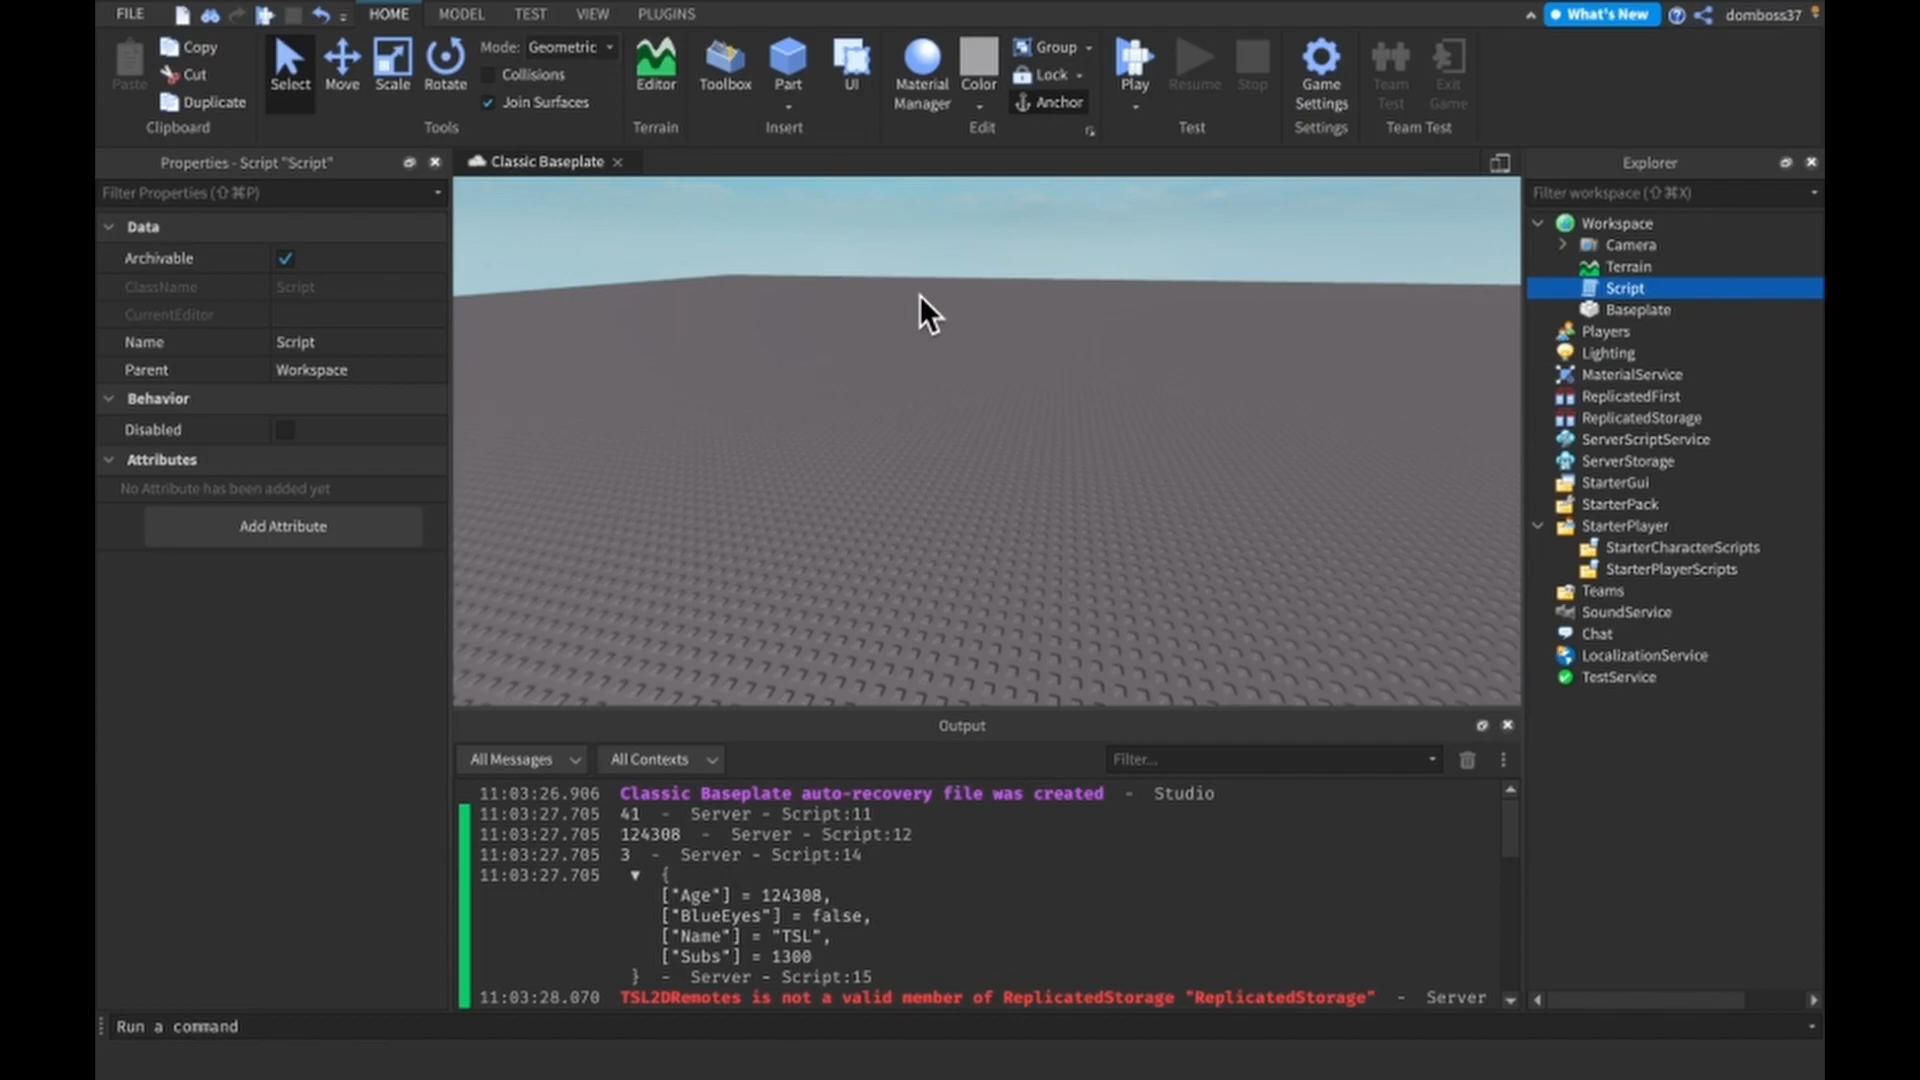 FILE HOME MODEL TEST VIEW PLUGINS What's New domboss37
Paste Copy Cut Duplicate
Clipboard
Select Move Scale Rotate
Mode: Geometric
Collisions
Join Surfaces
Tools
Editor
Terrain
Toolbox Part UI
Insert
Material Manager Color
Group
Lock
Anchor
Edit
Play Resume Stop
Test
Game Settings
Settings
Team Test Exit Game
Team Test
Properties - Script "Script"
Filter Properties (⇧⌘P)
Data
Archivable
ClassName Script
CurrentEditor
Name Script
Parent Workspace
Behavior
Disabled
Attributes
No Attribute has been added yet
Add Attribute
Classic Baseplate
Explorer
Filter workspace (⇧⌘X)
Workspace
Camera
Terrain
Script
Baseplate
Players
Lighting
MaterialService
ReplicatedFirst
ReplicatedStorage
ServerScriptService
ServerStorage
StarterGui
StarterPack
StarterPlayer
StarterCharacterScripts
StarterPlayerScripts
Teams
SoundService
Chat
LocalizationService
TestService
Output
All Messages All Contexts Filter...
11:03:26.906 Classic Baseplate auto-recovery file was created - Studio
11:03:27.705 41 - Server - Script:11
11:03:27.705 124308 - Server - Script:12
11:03:27.705 3 - Server - Script:14
11:03:27.705 ▼ {
["Age"] = 124308,
["BlueEyes"] = false,
["Name"] = "TSL",
["Subs"] = 1300
} - Server - Script:15
11:03:28.070 TSL2DRemotes is not a valid member of ReplicatedStorage "ReplicatedStorage" - Server
Run a command